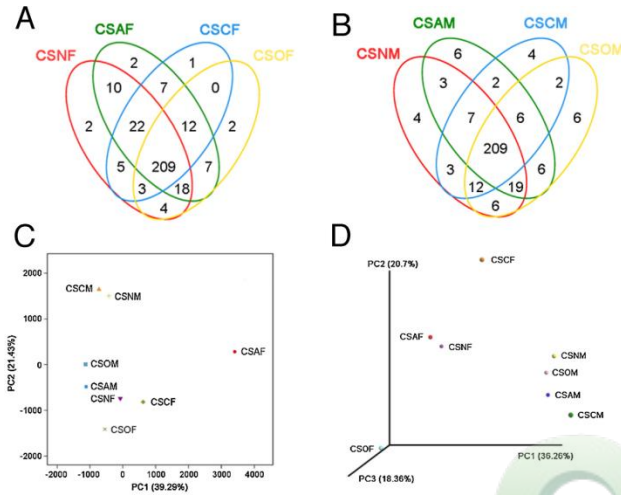 A
CSNF
CSAF
CSCF
CSOF
2
1
10
7
0
2
22
12
2
5
209
7
3
18
4
B
CSNM
CSAM
CSCM
CSOM
6
4
3
2
2
4
7
6
6
209
3
6
12
19
6
C
PC2 (21.43%)
2000
1000
0
-1000
-2000
CSCM
CSNM
CSAF
CSOM
CSAM
CSNF
CSCF
CSOF
-2000
-1000
0
1000
2000
3000
4000
PC1 (39.29%)
D
PC2 (20.7%)
CSCF
CSAF
CSNF
CSNM
CSOM
CSAM
CSCM
CSOF
PC1 (36.26%)
PC3 (18.36%)